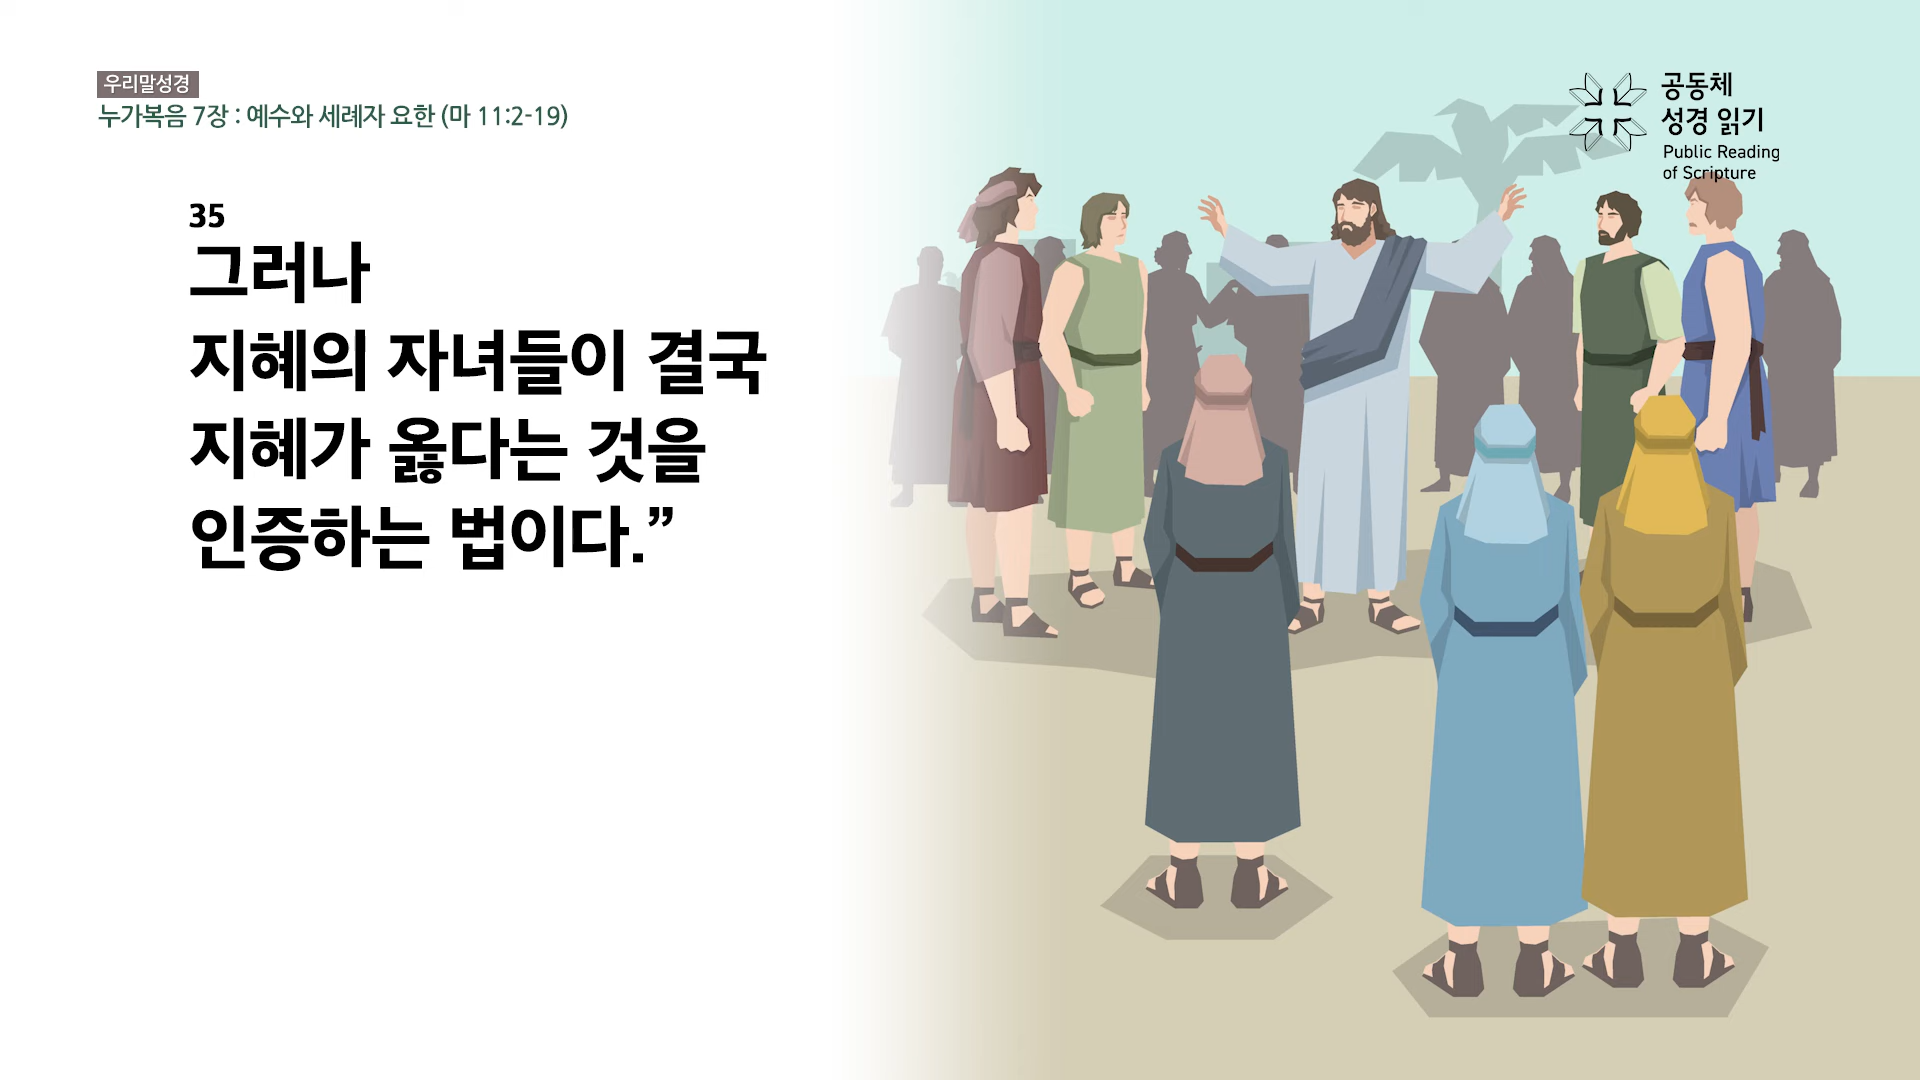 우리말성경
누가복음 7장 : 예수와 세례자 요한 (마 11:2-19)
35
그러나
지혜의 자녀들이 결국
지혜가 옳다는 것을
인증하는 법이다.”
공동체
성경 읽기
Public Reading
of Scripture